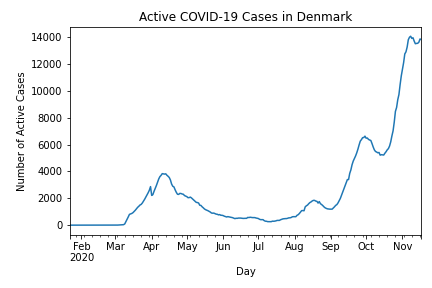 Active COVID-19 Cases in Denmark
Number of Active Cases
14000
12000
10000
8000
6000
4000
2000
0
Feb Mar Apr May Jun Jul Aug Sep Oct Nov
2020
Day